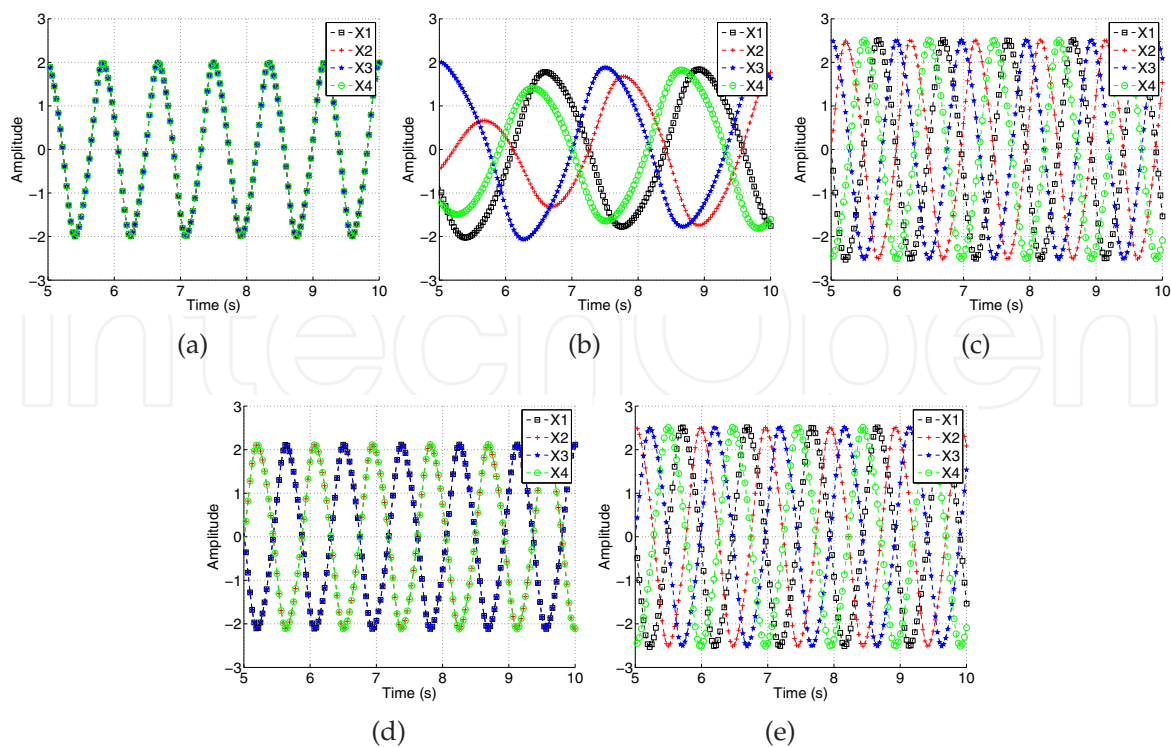 3
2
1
0
−1
−2
−3
Amplitude
5 6 7 8 9 10
Time (s)
X1
X2
X3
X4
(a)
3
2
1
0
−1
−2
−3
Amplitude
5 6 7 8 9 10
Time (s)
X1
X2
X3
X4
(b)
3
2
1
0
−1
−2
−3
Amplitude
5 6 7 8 9 10
Time (s)
X1
X2
X3
X4
(c)
intechOpen
3
2
1
0
−1
−2
−3
Amplitude
5 6 7 8 9 10
Time (s)
X1
X2
X3
X4
(d)
3
2
1
0
−1
−2
−3
Amplitude
5 6 7 8 9 10
Time (s)
X1
X2
X3
X4
(e)